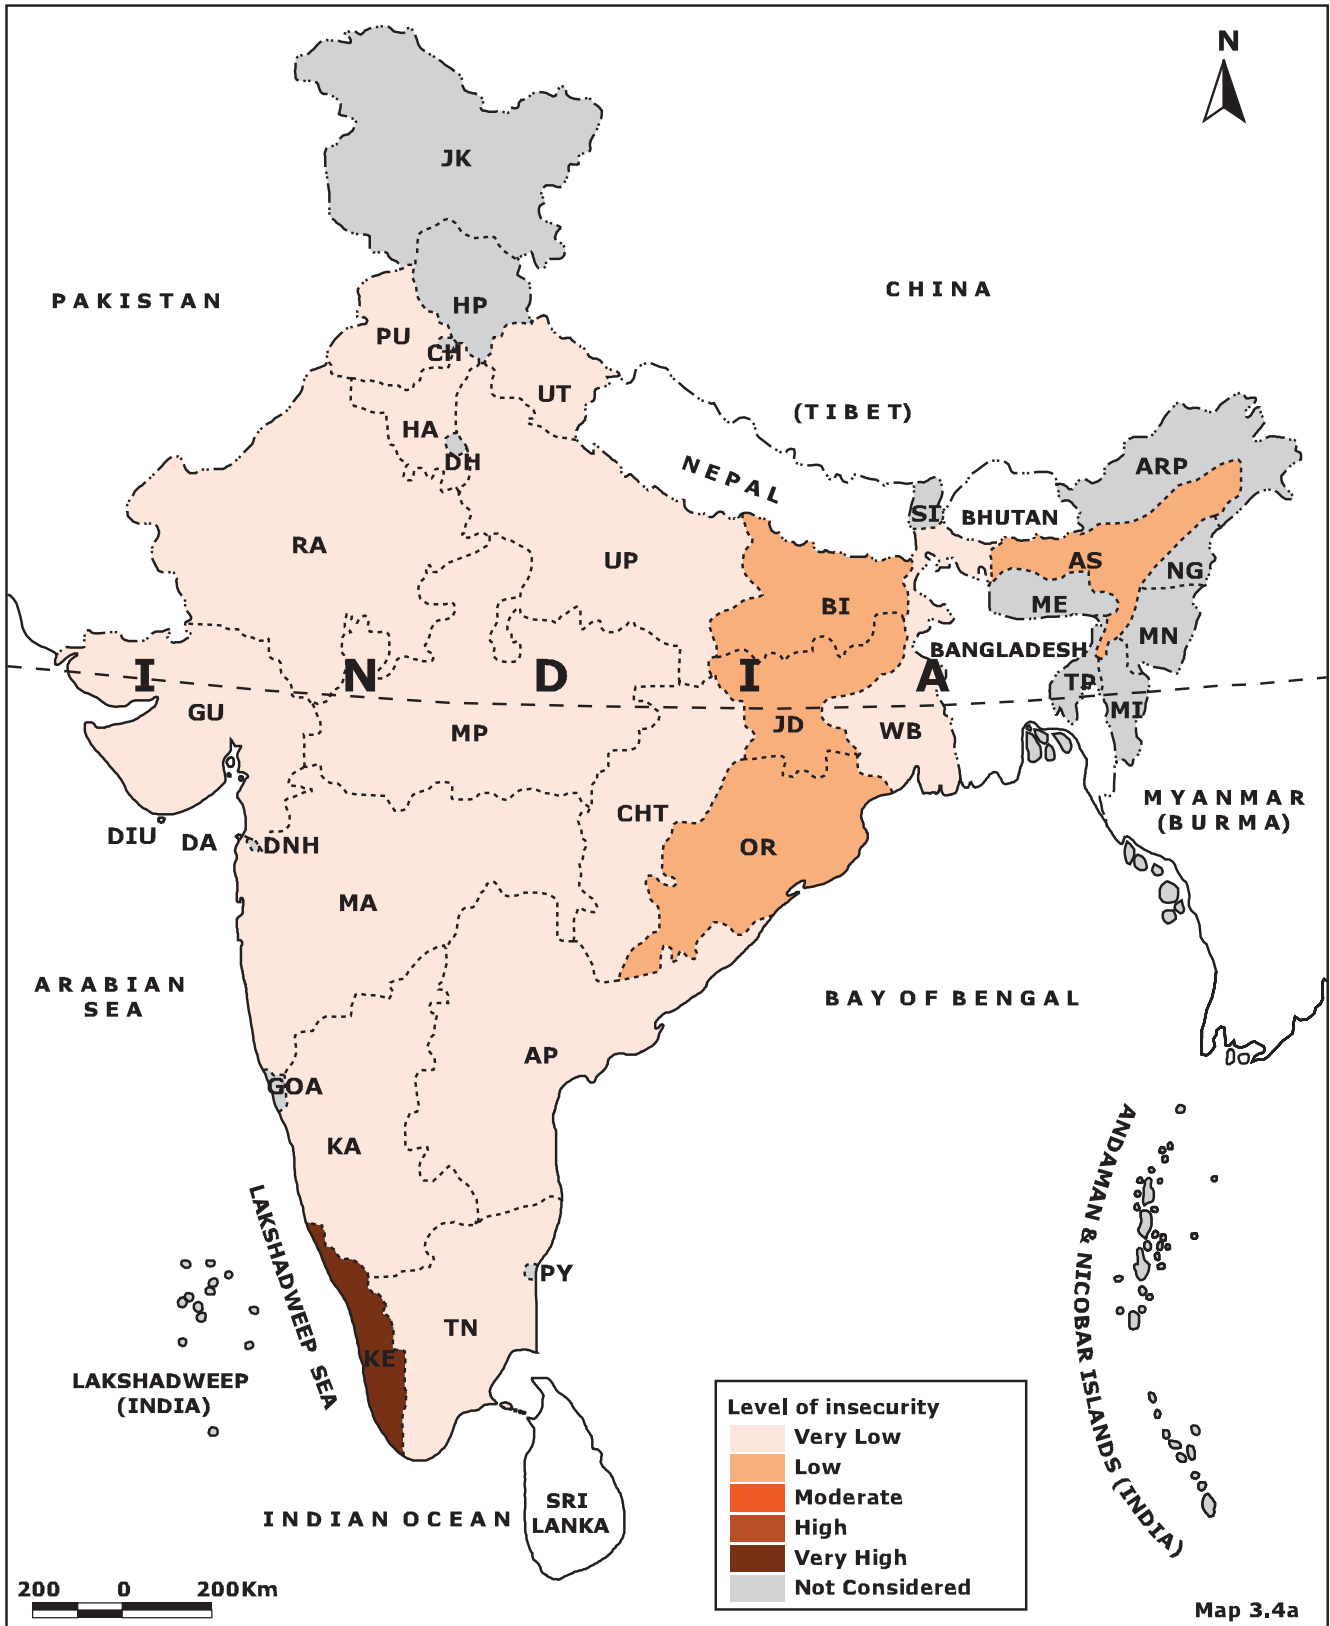 N
JK
PAKISTAN
CHINA
HP
PU
CH
UT
(TIBET)
HA
DH
NEPAL
ARP
SI
BHUTAN
RA
UP
AS
NG
BI
ME
MN
BANGLADESH
I N D I A
TP
MI
GU
MP
JD
WB
CHT
MYANMAR
(BURMA)
DIU
DA
DNH
OR
MA
ARABIAN
SEA
BAY OF BENGAL
AP
GOA
KA
ANDAMAN & NICOBAR ISLANDS (INDIA)
LAKSHADWEEP SEA
PY
TN
KE
LAKSHADWEEP
(INDIA)
INDIAN OCEAN
SRI
LANKA
Level of insecurity
Very Low
Low
Moderate
High
Very High
Not Considered
200 0 200Km
Map 3.4a